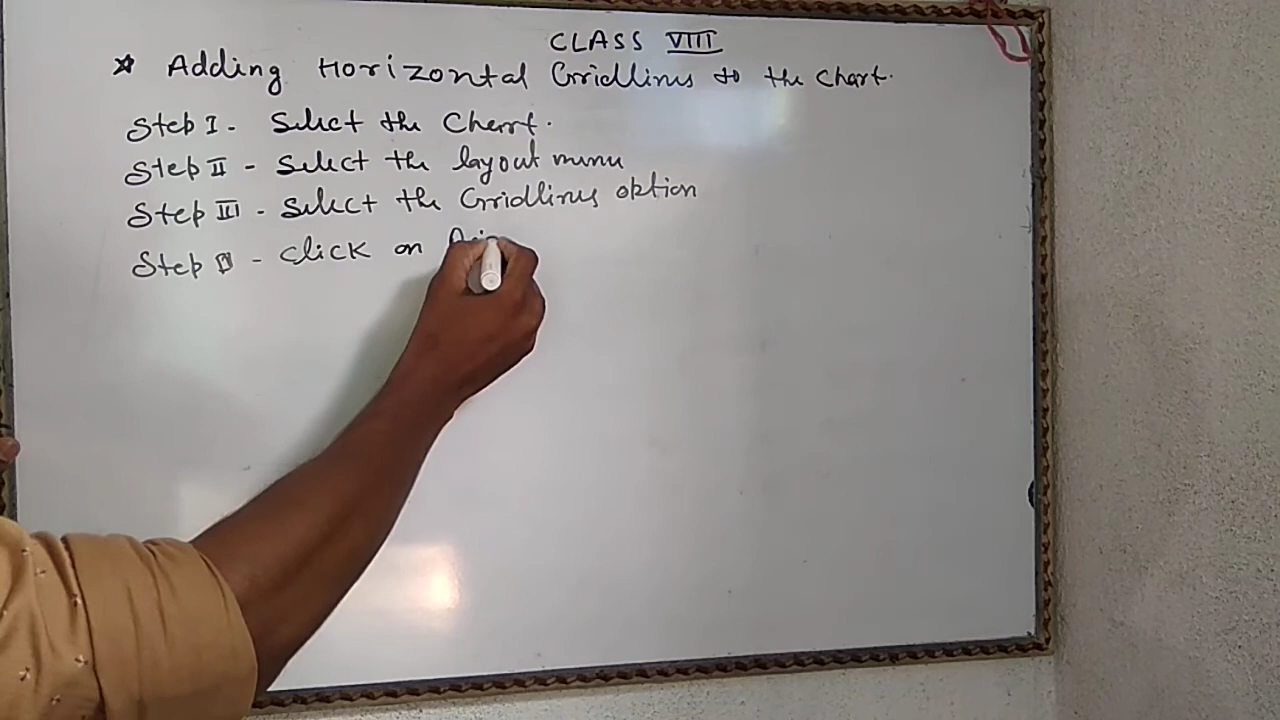 CLASS VIII
* Adding Horizontal Gridlines to the Chart.
Step I - Select the Chart.
Step II - Select the layout menu
Step III - Select the Gridlines option
Step - Click on